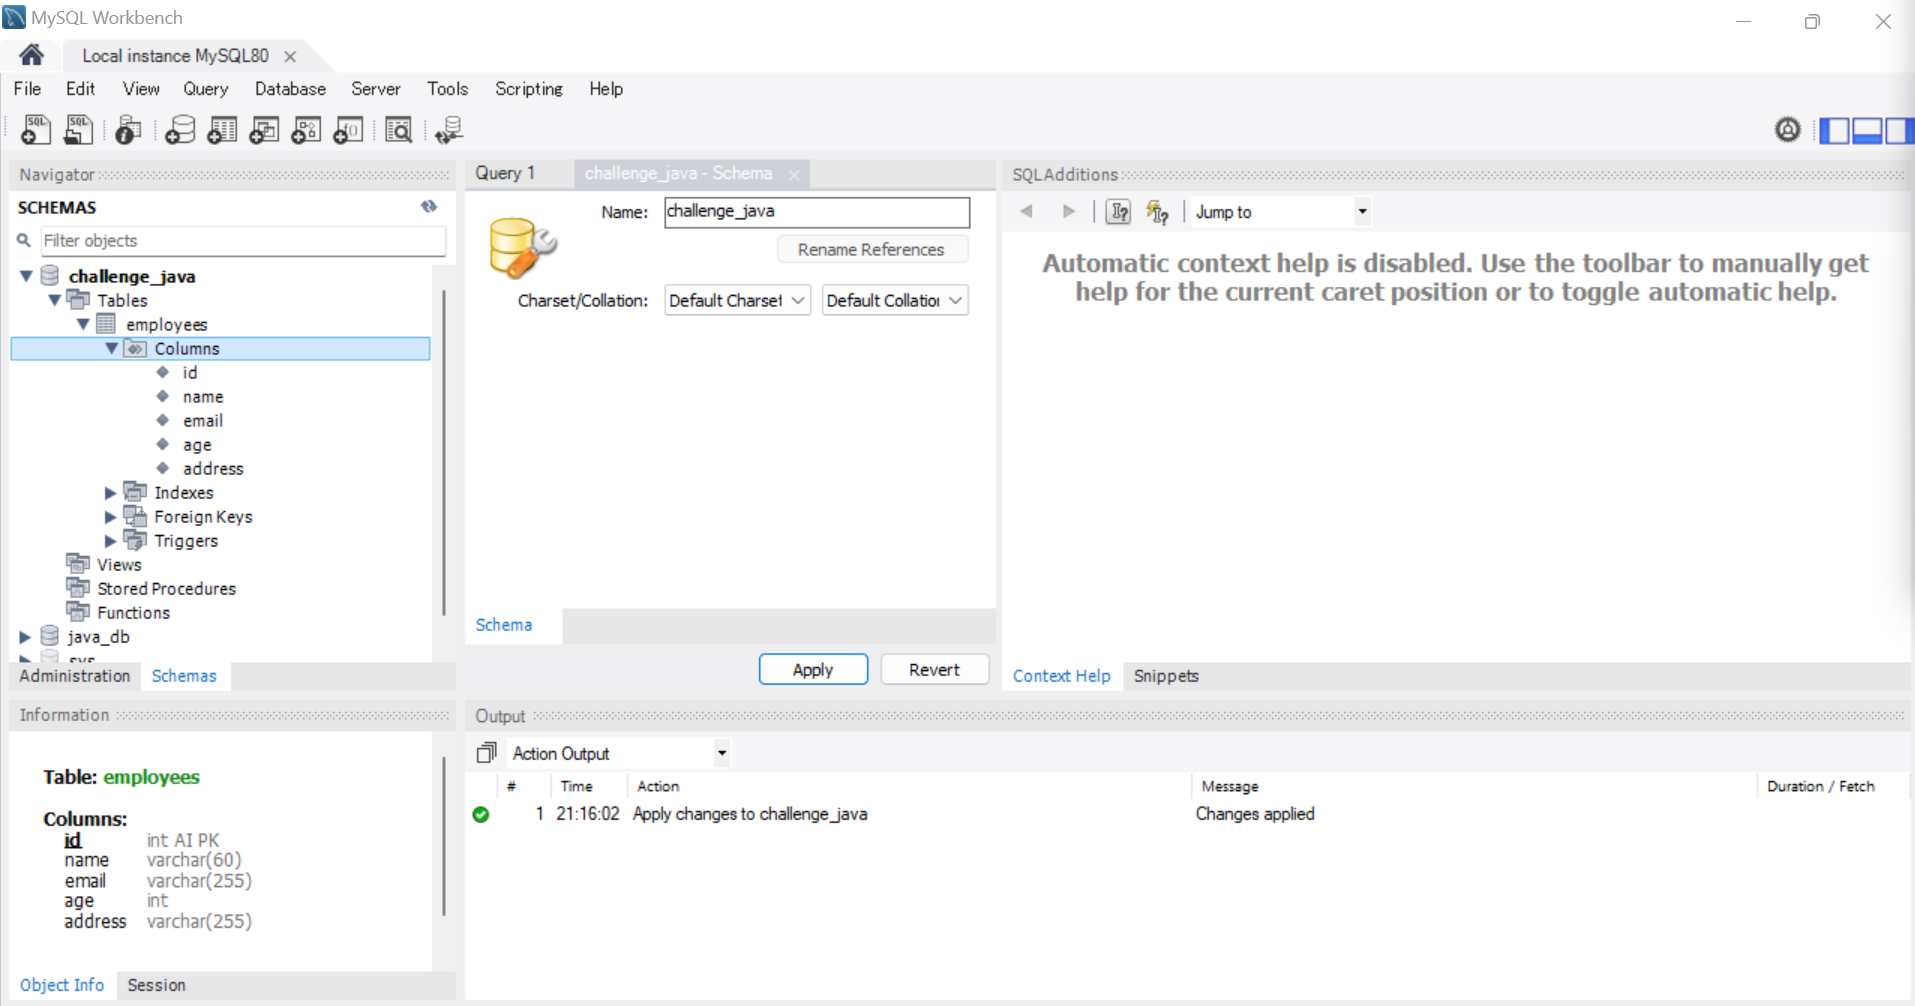 MySQL Workbench
Local instance MySQL80
File Edit View Query Database Server Tools Scripting Help
Navigator
SCHEMAS
Filter objects
challenge_java
Tables
employees
Columns
id
name
email
age
address
Indexes
Foreign Keys
Triggers
Views
Stored Procedures
Functions
java_db
sys
Administration Schemas
Query 1 challenge_java - Schema
Name: challenge_java
Rename References
Charset/Collation: Default Charset Default Collation
Schema
Apply Revert
SQLAdditions
Jump to
Automatic context help is disabled. Use the toolbar to manually get
help for the current caret position or to toggle automatic help.
Context Help Snippets
Information
Table: employees
Columns:
id int AI PK
name varchar(60)
email varchar(255)
age int
address varchar(255)
Object Info Session
Output
Action Output
# Time Action Message Duration / Fetch
1 21:16:02 Apply changes to challenge_java Changes applied